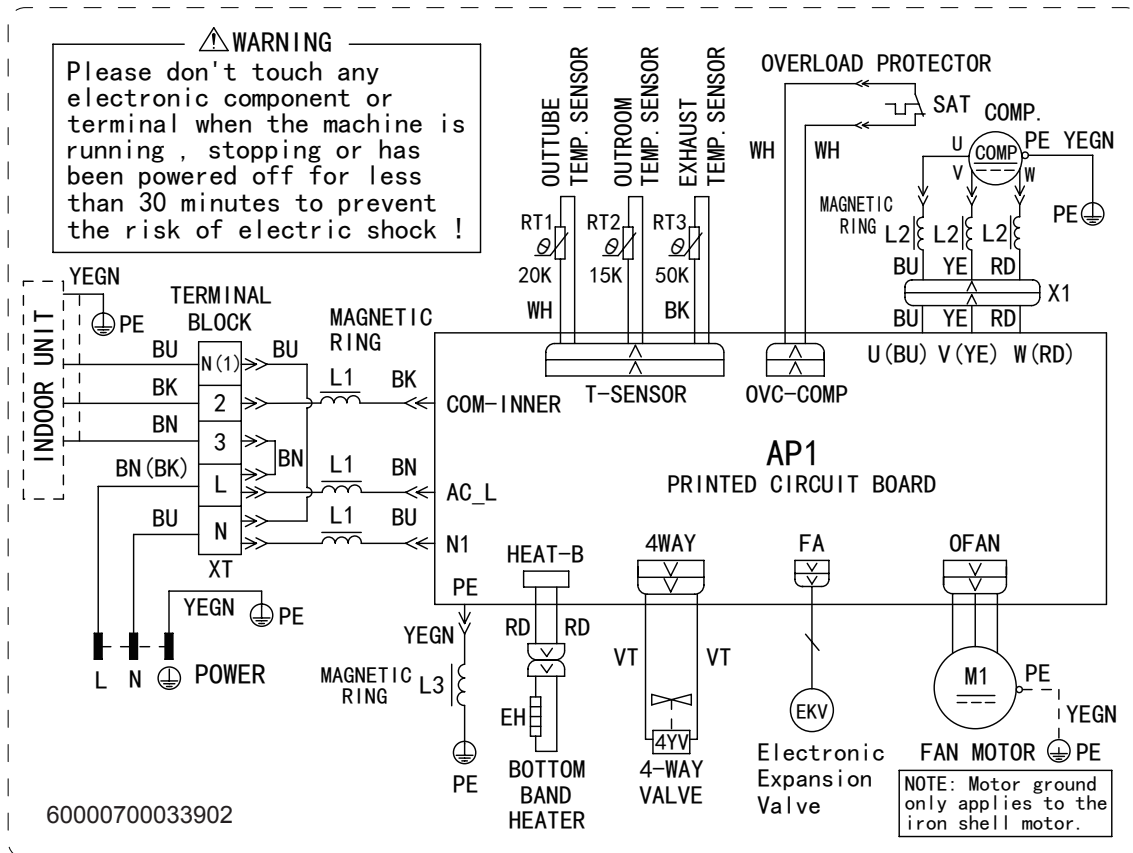 WARNING
Please don't touch any
electronic component or
terminal when the machine is
running , stopping or has
been powered off for less
than 30 minutes to prevent
the risk of electric shock !
OUTTUBE
TEMP. SENSOR
OUTROOM
TEMP. SENSOR
EXHAUST
TEMP. SENSOR
RT1
RT2
RT3
20K
15K
50K
WH
BK
OVERLOAD PROTECTOR
SAT
WH
WH
COMP.
U
V
W
COMP
PE
YEGN
PE
MAGNETIC
RING
L2
L2
L2
BU
YE
RD
X1
BU
YE
RD
U(BU) V(YE) W(RD)
T-SENSOR
OVC-COMP
INDOOR UNIT
YEGN
PE
TERMINAL
BLOCK
MAGNETIC
RING
BU
N(1)
BU
BK
2
L1
BK
COM-INNER
BN
3
BN
BN(BK)
L
L1
BN
AC_L
BU
N
L1
BU
N1
XT
YEGN
PE
L
N
POWER
AP1
PRINTED CIRCUIT BOARD
PE
HEAT-B
4WAY
FA
OFAN
YEGN
MAGNETIC
RING
L3
PE
RD
RD
EH
BOTTOM
BAND
HEATER
VT
VT
4YV
4-WAY
VALVE
EKV
Electronic
Expansion
Valve
M1
PE
YEGN
FAN MOTOR
PE
NOTE: Motor ground
only applies to the
iron shell motor.
60000700033902